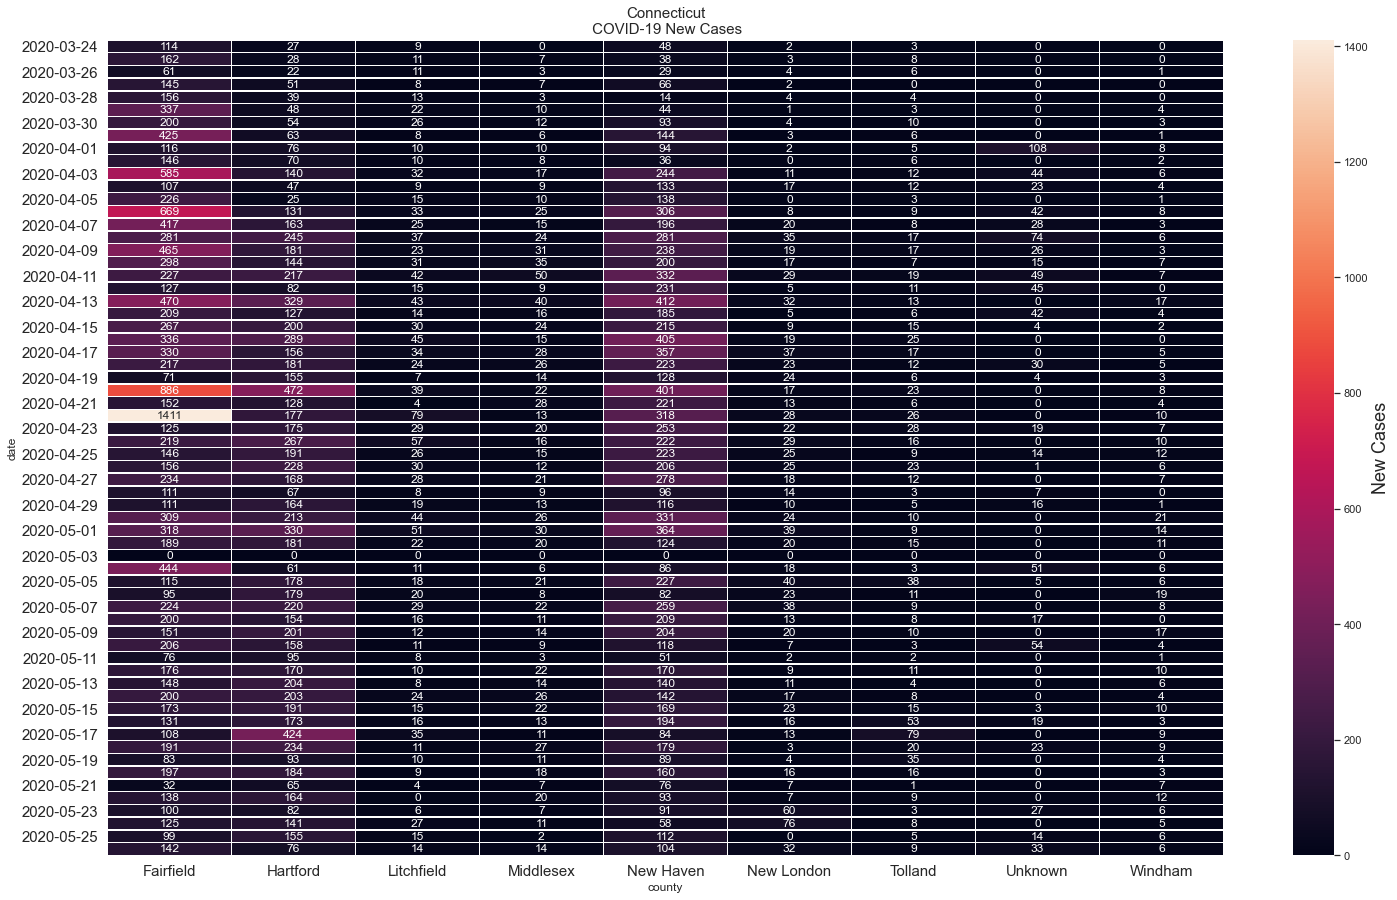 Connecticut
COVID-19 New Cases
2020-03-24 114 27 9 0 48 2 3 0 0
162 28 11 7 38 3 8 0 0
2020-03-26 61 22 11 3 29 4 6 0 1
145 51 8 7 66 2 0 0 0
2020-03-28 156 39 13 3 14 4 4 0 0
337 48 22 10 44 1 3 0 4
2020-03-30 200 54 26 12 93 4 10 0 3
425 63 8 6 144 3 6 0 1
2020-04-01 116 76 10 10 94 2 5 108 8
146 70 10 8 36 0 6 0 2
2020-04-03 585 140 32 17 244 11 12 44 6
107 47 9 9 133 17 12 23 4
2020-04-05 226 25 15 10 138 0 3 0 1
669 131 33 25 306 8 9 42 8
2020-04-07 417 163 25 15 196 20 8 28 3
281 245 37 24 281 35 17 74 6
2020-04-09 465 181 23 31 238 19 17 26 3
298 144 31 35 200 17 7 15 7
2020-04-11 227 217 42 50 332 29 19 49 7
127 82 15 9 231 5 11 45 0
2020-04-13 470 329 43 40 412 32 13 0 17
209 127 14 16 185 5 6 42 4
2020-04-15 267 200 30 24 215 9 15 4 2
336 289 45 15 405 19 25 0 0
2020-04-17 330 156 34 28 357 37 17 0 5
217 181 24 26 223 23 12 30 5
2020-04-19 71 155 7 14 128 24 6 4 3
886 472 39 22 401 17 23 0 8
2020-04-21 152 128 4 28 221 13 6 0 4
1411 177 79 13 318 28 26 0 10
2020-04-23 125 175 29 20 253 22 28 19 7
219 267 57 16 222 29 16 0 10
2020-04-25 146 191 26 15 223 25 9 14 12
156 228 30 12 206 25 23 1 6
2020-04-27 234 168 28 21 278 18 12 0 7
111 67 8 9 96 14 3 7 0
2020-04-29 111 164 19 13 116 10 5 16 1
309 213 44 26 331 24 10 0 21
2020-05-01 318 330 51 30 364 39 9 0 14
189 181 22 20 124 20 15 0 11
2020-05-03 0 0 0 0 0 0 0 0 0
444 61 11 6 86 18 3 51 6
2020-05-05 115 178 18 21 227 40 38 5 6
95 179 20 8 82 23 11 0 19
2020-05-07 224 220 29 22 259 38 9 0 8
200 154 16 11 209 13 8 17 0
2020-05-09 151 201 12 14 204 20 10 0 17
206 158 11 9 118 7 3 54 4
2020-05-11 76 95 8 3 51 2 2 0 1
176 170 10 22 170 9 11 0 10
2020-05-13 148 204 8 14 140 11 4 0 6
200 203 24 26 142 17 8 0 4
2020-05-15 173 191 15 22 169 23 15 3 10
131 173 16 13 194 16 53 19 3
2020-05-17 108 424 35 11 84 13 79 0 9
191 234 11 27 179 3 20 23 9
2020-05-19 83 93 10 11 89 4 35 0 4
197 184 9 18 160 16 16 0 3
2020-05-21 32 65 4 7 76 7 1 0 7
138 164 0 20 93 7 9 0 12
2020-05-23 100 82 6 7 91 60 3 27 6
125 141 27 11 58 76 8 0 5
2020-05-25 99 155 15 2 112 0 5 14 6
142 76 14 14 104 32 9 33 6
Fairfield Hartford Litchfield Middlesex New Haven New London Tolland Unknown Windham
county
date
1400
1200
1000
800
600
400
200
0
New Cases